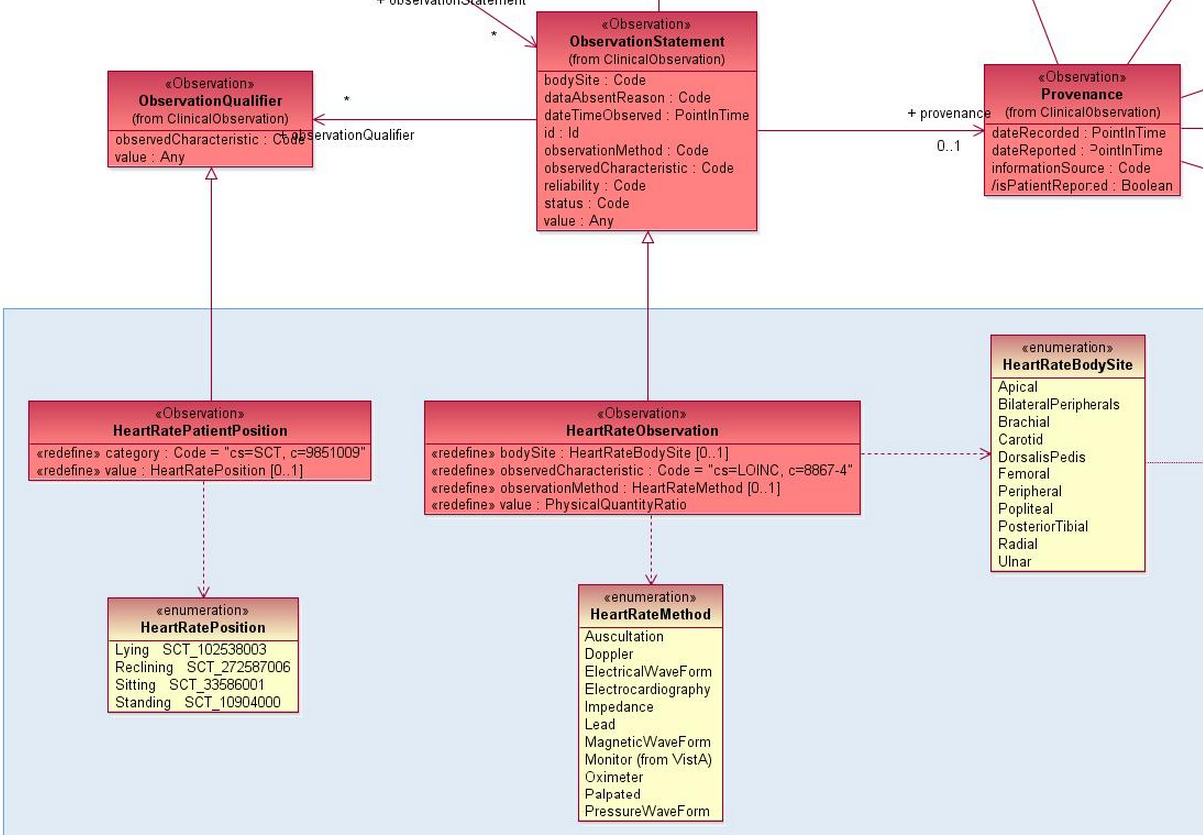 + observationStatement
*
«Observation»
ObservationStatement
(from ClinicalObservation)
bodySite : Code
dataAbsentReason : Code
dateTimeObserved : PointInTime
id : Id
observationMethod : Code
observedCharacteristic : Code
reliability : Code
status : Code
value : Any
«Observation»
ObservationQualifier
(from ClinicalObservation)
observedCharacteristic : Code
value : Any
*
+ observationQualifier
+ provenance
0..1
«Observation»
Provenance
(from ClinicalObservation)
dateRecorded : PointInTime
dateReported : PointInTime
informationSource : Code
/isPatientReported : Boolean
«Observation»
HeartRatePatientPosition
«redefine» category : Code = "cs=SCT, c=9851009"
«redefine» value : HeartRatePosition [0..1]
«Observation»
HeartRateObservation
«redefine» bodySite : HeartRateBodySite [0..1]
«redefine» observedCharacteristic : Code = "cs=LOINC, c=8867-4"
«redefine» observationMethod : HeartRateMethod [0..1]
«redefine» value : PhysicalQuantityRatio
«enumeration»
HeartRateBodySite
Apical
BilateralPeripherals
Brachial
Carotid
DorsalisPedis
Femoral
Peripheral
Popliteal
PosteriorTibial
Radial
Ulnar
«enumeration»
HeartRatePosition
Lying SCT_102538003
Reclining SCT_272587006
Sitting SCT_33586001
Standing SCT_10904000
«enumeration»
HeartRateMethod
Auscultation
Doppler
ElectricalWaveForm
Electrocardiography
Impedance
Lead
MagneticWaveForm
Monitor (from VistA)
Oximeter
Palpated
PressureWaveForm